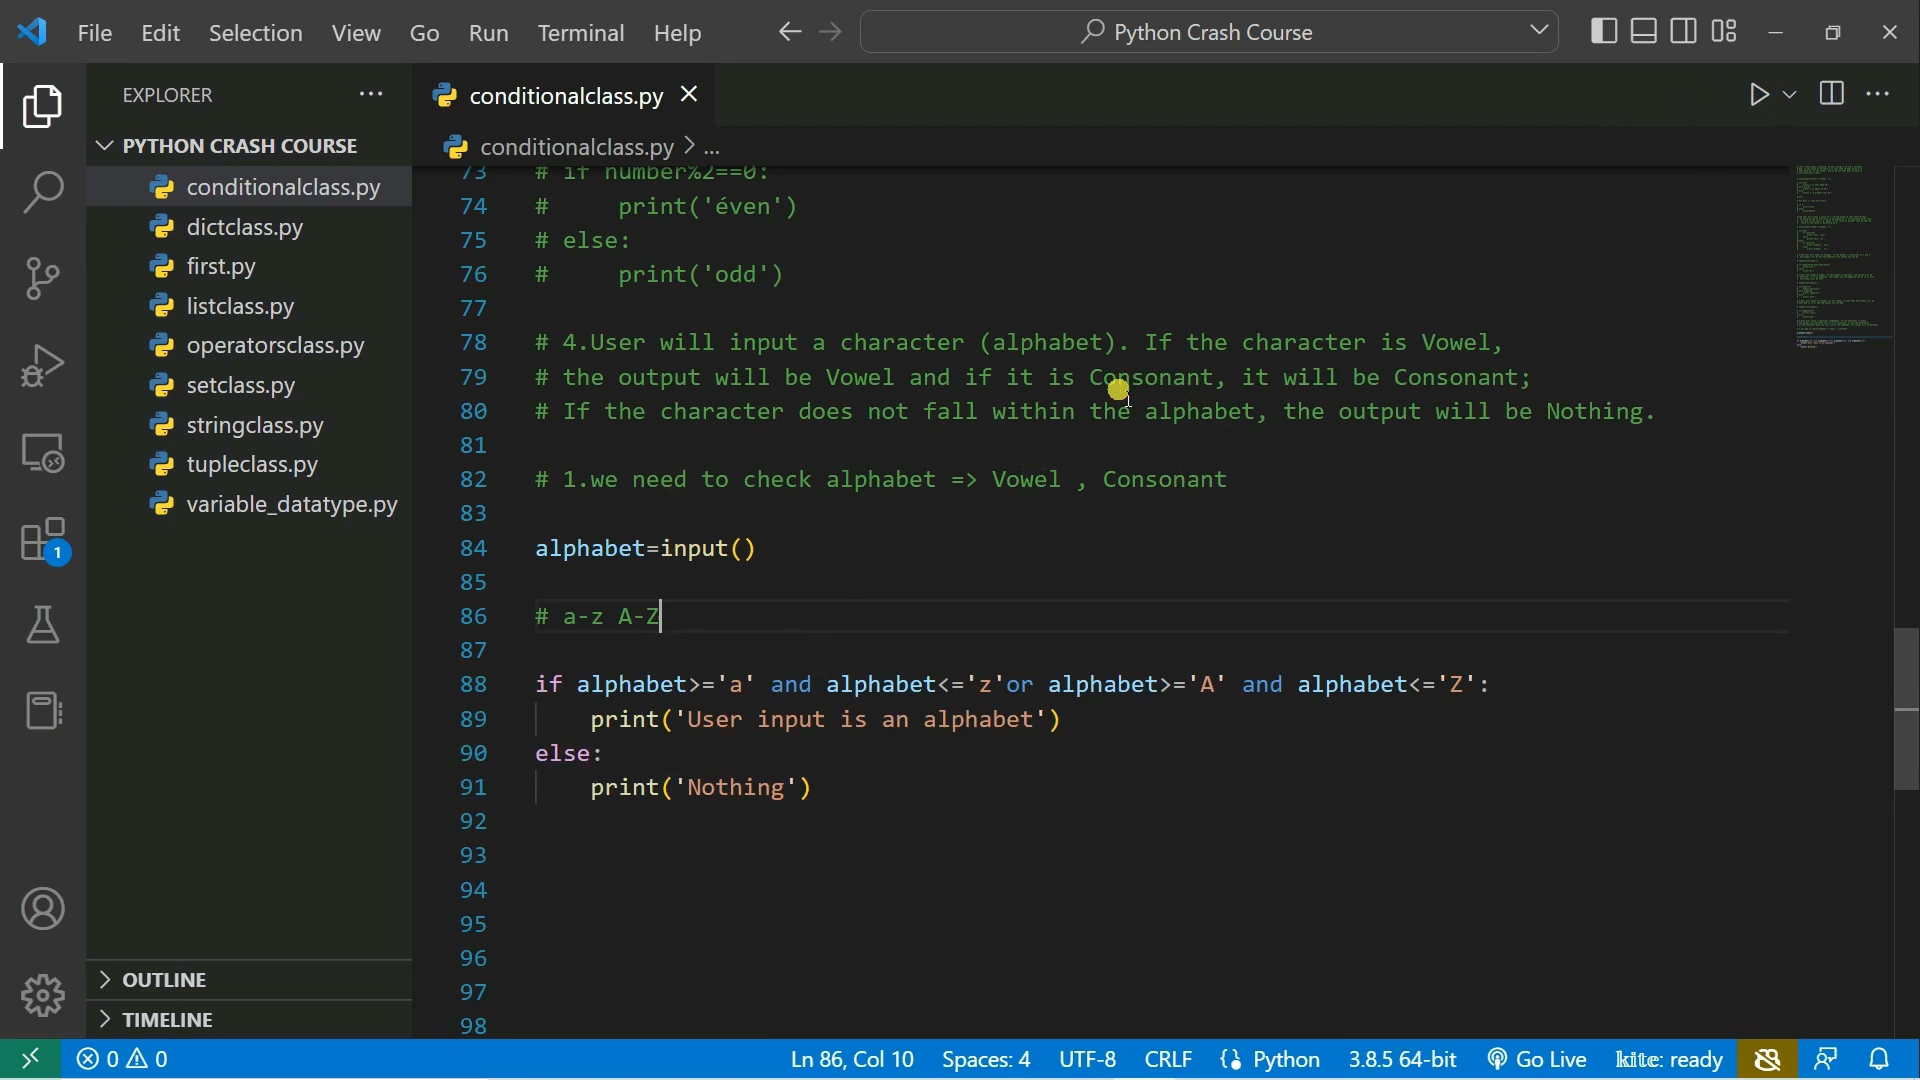 File Edit Selection View Go Run Terminal Help
Python Crash Course
EXPLORER
PYTHON CRASH COURSE
conditionalclass.py
dictclass.py
first.py
listclass.py
operatorsclass.py
setclass.py
stringclass.py
tupleclass.py
variable_datatype.py
1
OUTLINE
TIMELINE
conditionalclass.py
conditionalclass.py > ...
73 # if number%2==0:
74 #     print('éven')
75 # else:
76 #     print('odd')
77
78 # 4.User will input a character (alphabet). If the character is Vowel,
79 # the output will be Vowel and if it is Consonant, it will be Consonant;
80 # If the character does not fall within the alphabet, the output will be Nothing.
81
82 # 1.we need to check alphabet => Vowel , Consonant
83
84 alphabet=input()
85
86 # a-z A-Z
87
88 if alphabet>='a' and alphabet<='z'or alphabet>='A' and alphabet<='Z':
89     print('User input is an alphabet')
90 else:
91     print('Nothing')
92
93
94
95
96
97
98
0 0 Ln 86, Col 10 Spaces: 4 UTF-8 CRLF Python 3.8.5 64-bit Go Live kite: ready